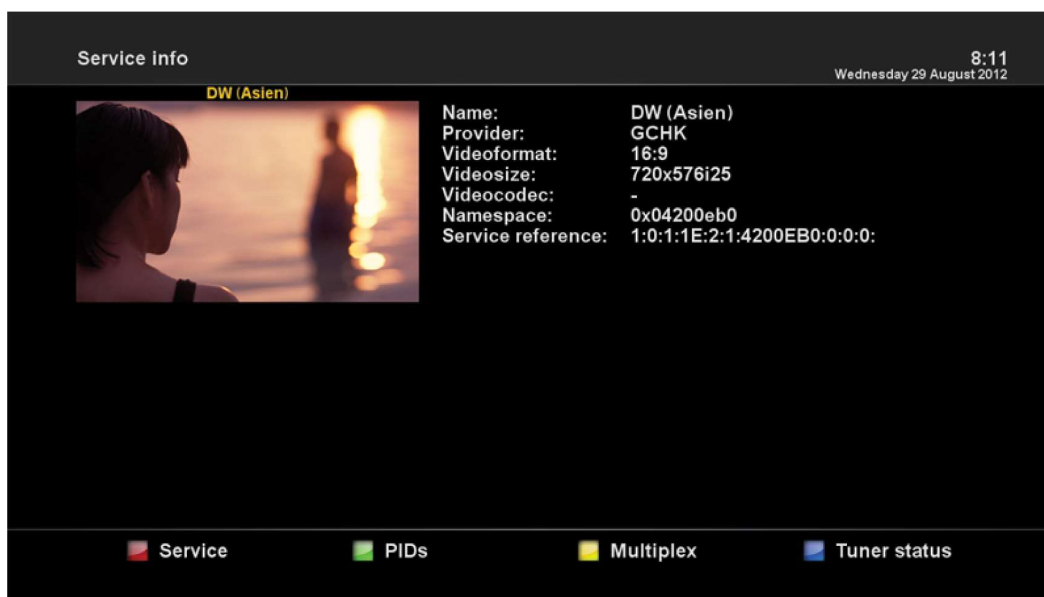 Service info
8:11
Wednesday 29 August 2012
DW (Asien)
Name: DW (Asien)
Provider: GCHK
Videoformat: 16:9
Videosize: 720x576i25
Videocodec: -
Namespace: 0x04200eb0
Service reference: 1:0:1:1E:2:1:4200EB0:0:0:0:
Service PIDs Multiplex Tuner status